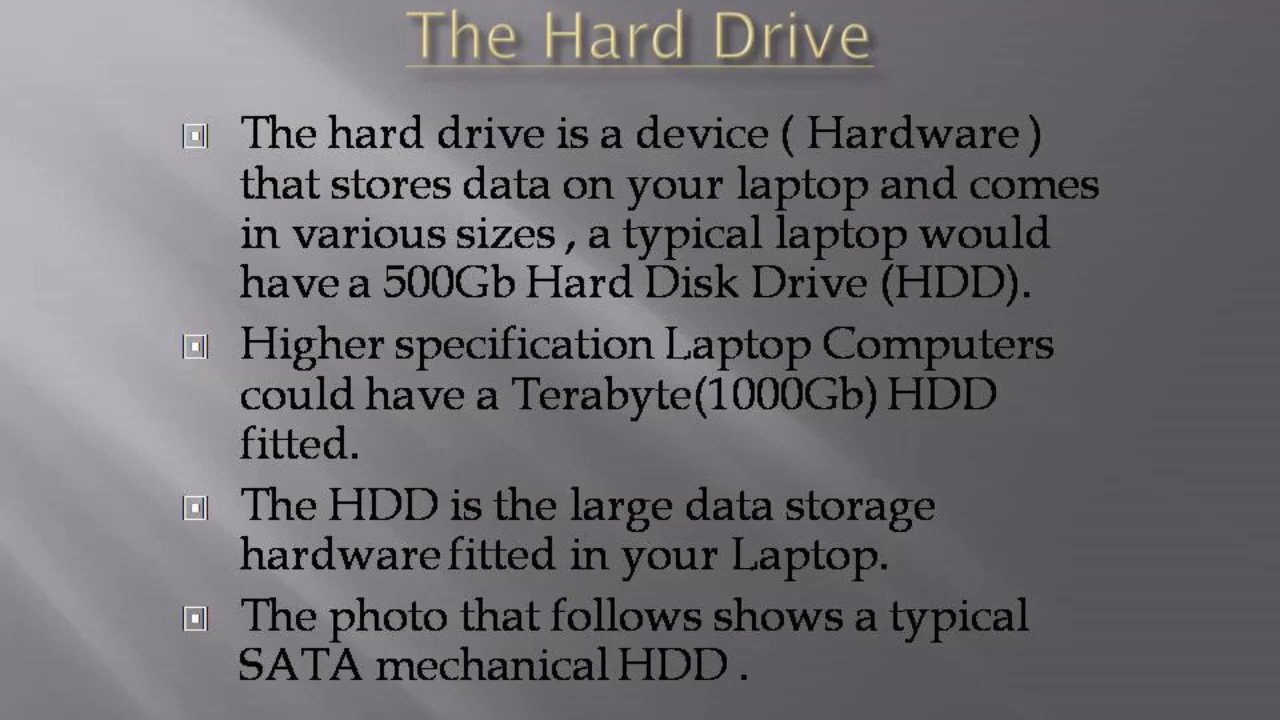 The Hard Drive
The hard drive is a device ( Hardware )
that stores data on your laptop and comes
in various sizes , a typical laptop would
have a 500Gb Hard Disk Drive (HDD).
Higher specification Laptop Computers
could have a Terabyte(1000Gb) HDD
fitted.
The HDD is the large data storage
hardware fitted in your Laptop.
The photo that follows shows a typical
SATA mechanical HDD .